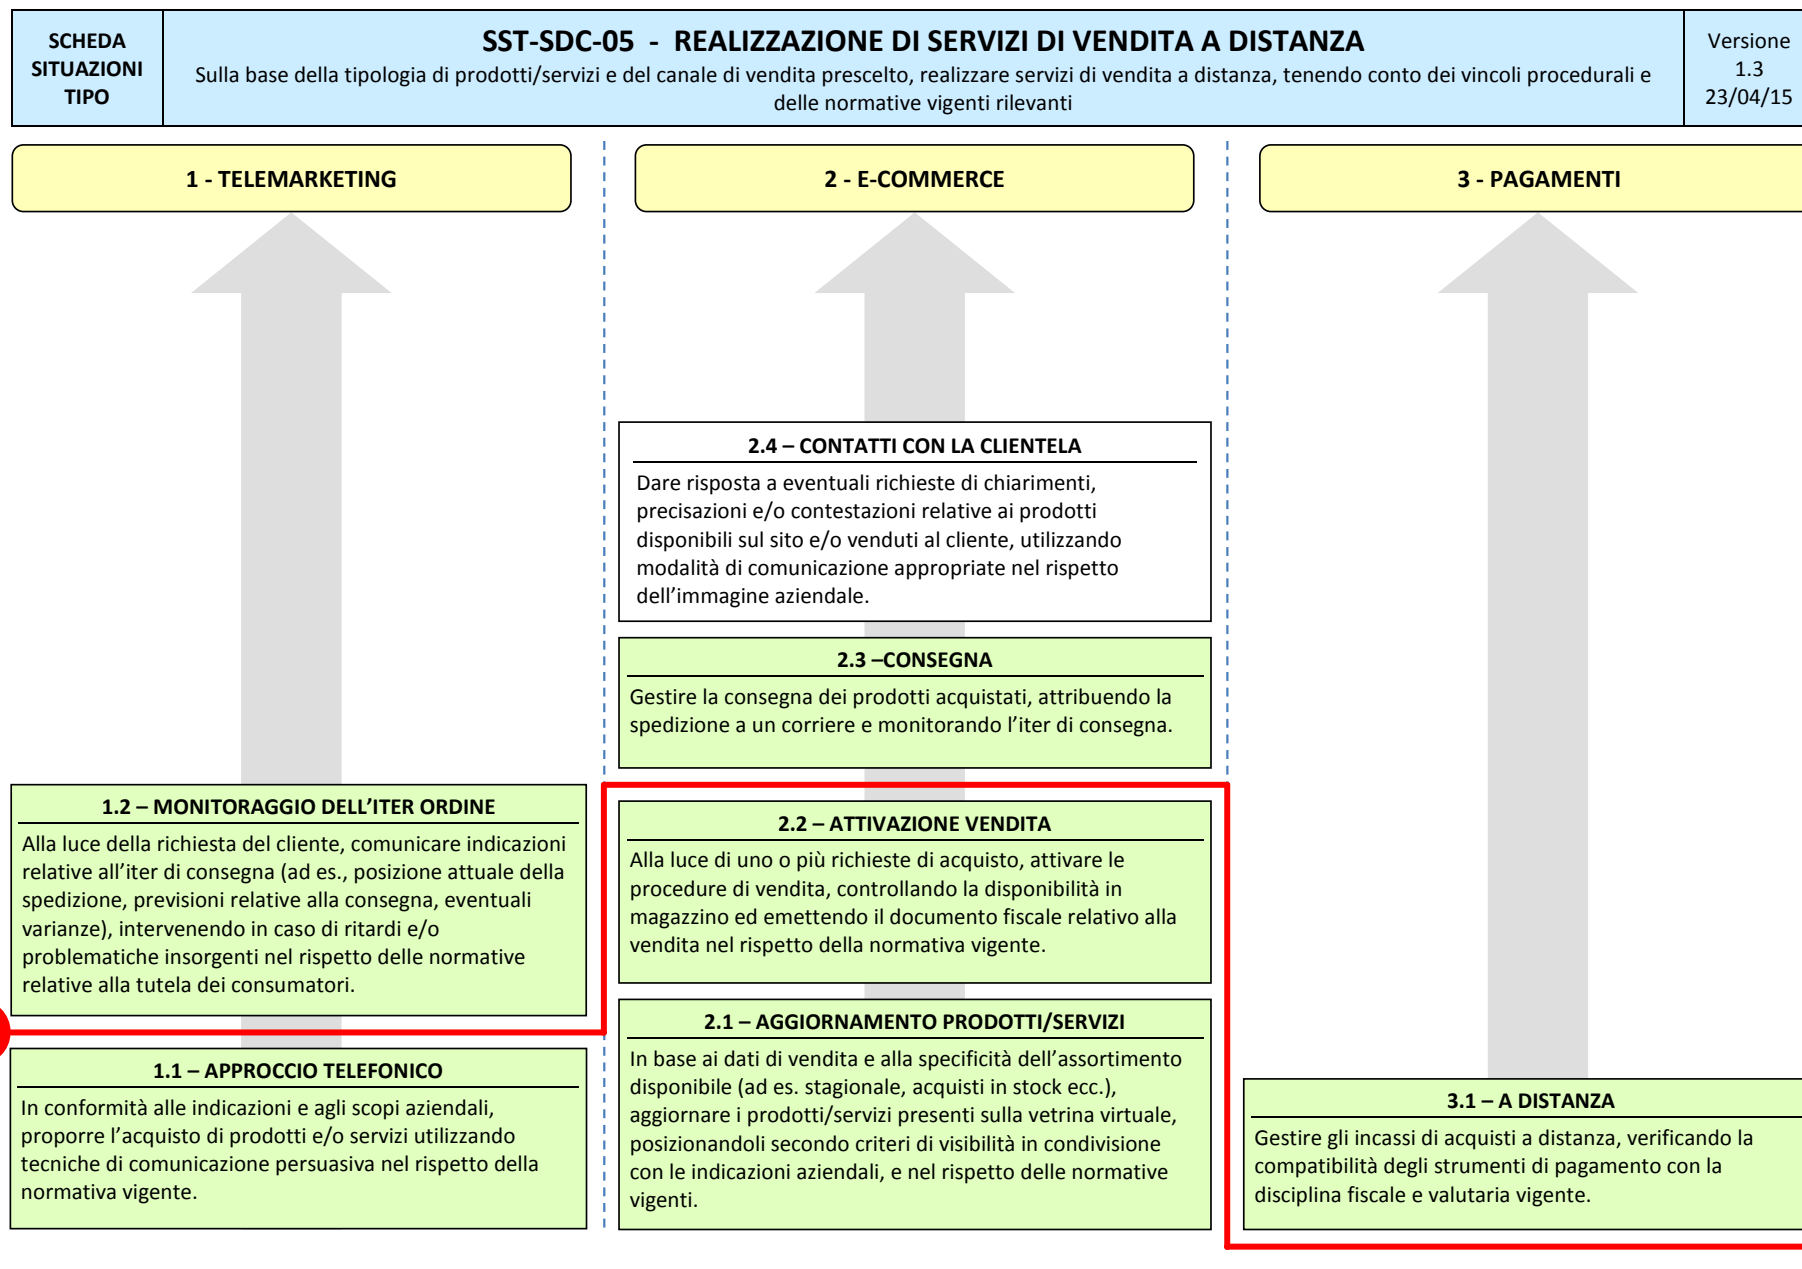 SCHEDA
SITUAZIONI
TIPO
SST-SDC-05 - REALIZZAZIONE DI SERVIZI DI VENDITA A DISTANZA
Sulla base della tipologia di prodotti/servizi e del canale di vendita prescelto, realizzare servizi di vendita a distanza, tenendo conto dei vincoli procedurali e
delle normative vigenti rilevanti
Versione
1.3
23/04/15
1 - TELEMARKETING
2 - E-COMMERCE
3 - PAGAMENTI
1.2 – MONITORAGGIO DELL'ITER ORDINE
Alla luce della richiesta del cliente, comunicare indicazioni
relative all'iter di consegna (ad es., posizione attuale della
spedizione, previsioni relative alla consegna, eventuali
varianze), intervenendo in caso di ritardi e/o
problematiche insorgenti nel rispetto delle normative
relative alla tutela dei consumatori.
1.1 – APPROCCIO TELEFONICO
In conformità alle indicazioni e agli scopi aziendali,
proporre l'acquisto di prodotti e/o servizi utilizzando
tecniche di comunicazione persuasiva nel rispetto della
normativa vigente.
2.4 – CONTATTI CON LA CLIENTELA
Dare risposta a eventuali richieste di chiarimenti,
precisazioni e/o contestazioni relative ai prodotti
disponibili sul sito e/o venduti al cliente, utilizzando
modalità di comunicazione appropriate nel rispetto
dell'immagine aziendale.
2.3 –CONSEGNA
Gestire la consegna dei prodotti acquistati, attribuendo la
spedizione a un corriere e monitorando l'iter di consegna.
2.2 – ATTIVAZIONE VENDITA
Alla luce di uno o più richieste di acquisto, attivare le
procedure di vendita, controllando la disponibilità in
magazzino ed emettendo il documento fiscale relativo alla
vendita nel rispetto della normativa vigente.
2.1 – AGGIORNAMENTO PRODOTTI/SERVIZI
In base ai dati di vendita e alla specificità dell'assortimento
disponibile (ad es. stagionale, acquisti in stock ecc.),
aggiornare i prodotti/servizi presenti sulla vetrina virtuale,
posizionandoli secondo criteri di visibilità in condivisione
con le indicazioni aziendali, e nel rispetto delle normative
vigenti.
3.1 – A DISTANZA
Gestire gli incassi di acquisti a distanza, verificando la
compatibilità degli strumenti di pagamento con la
disciplina fiscale e valutaria vigente.